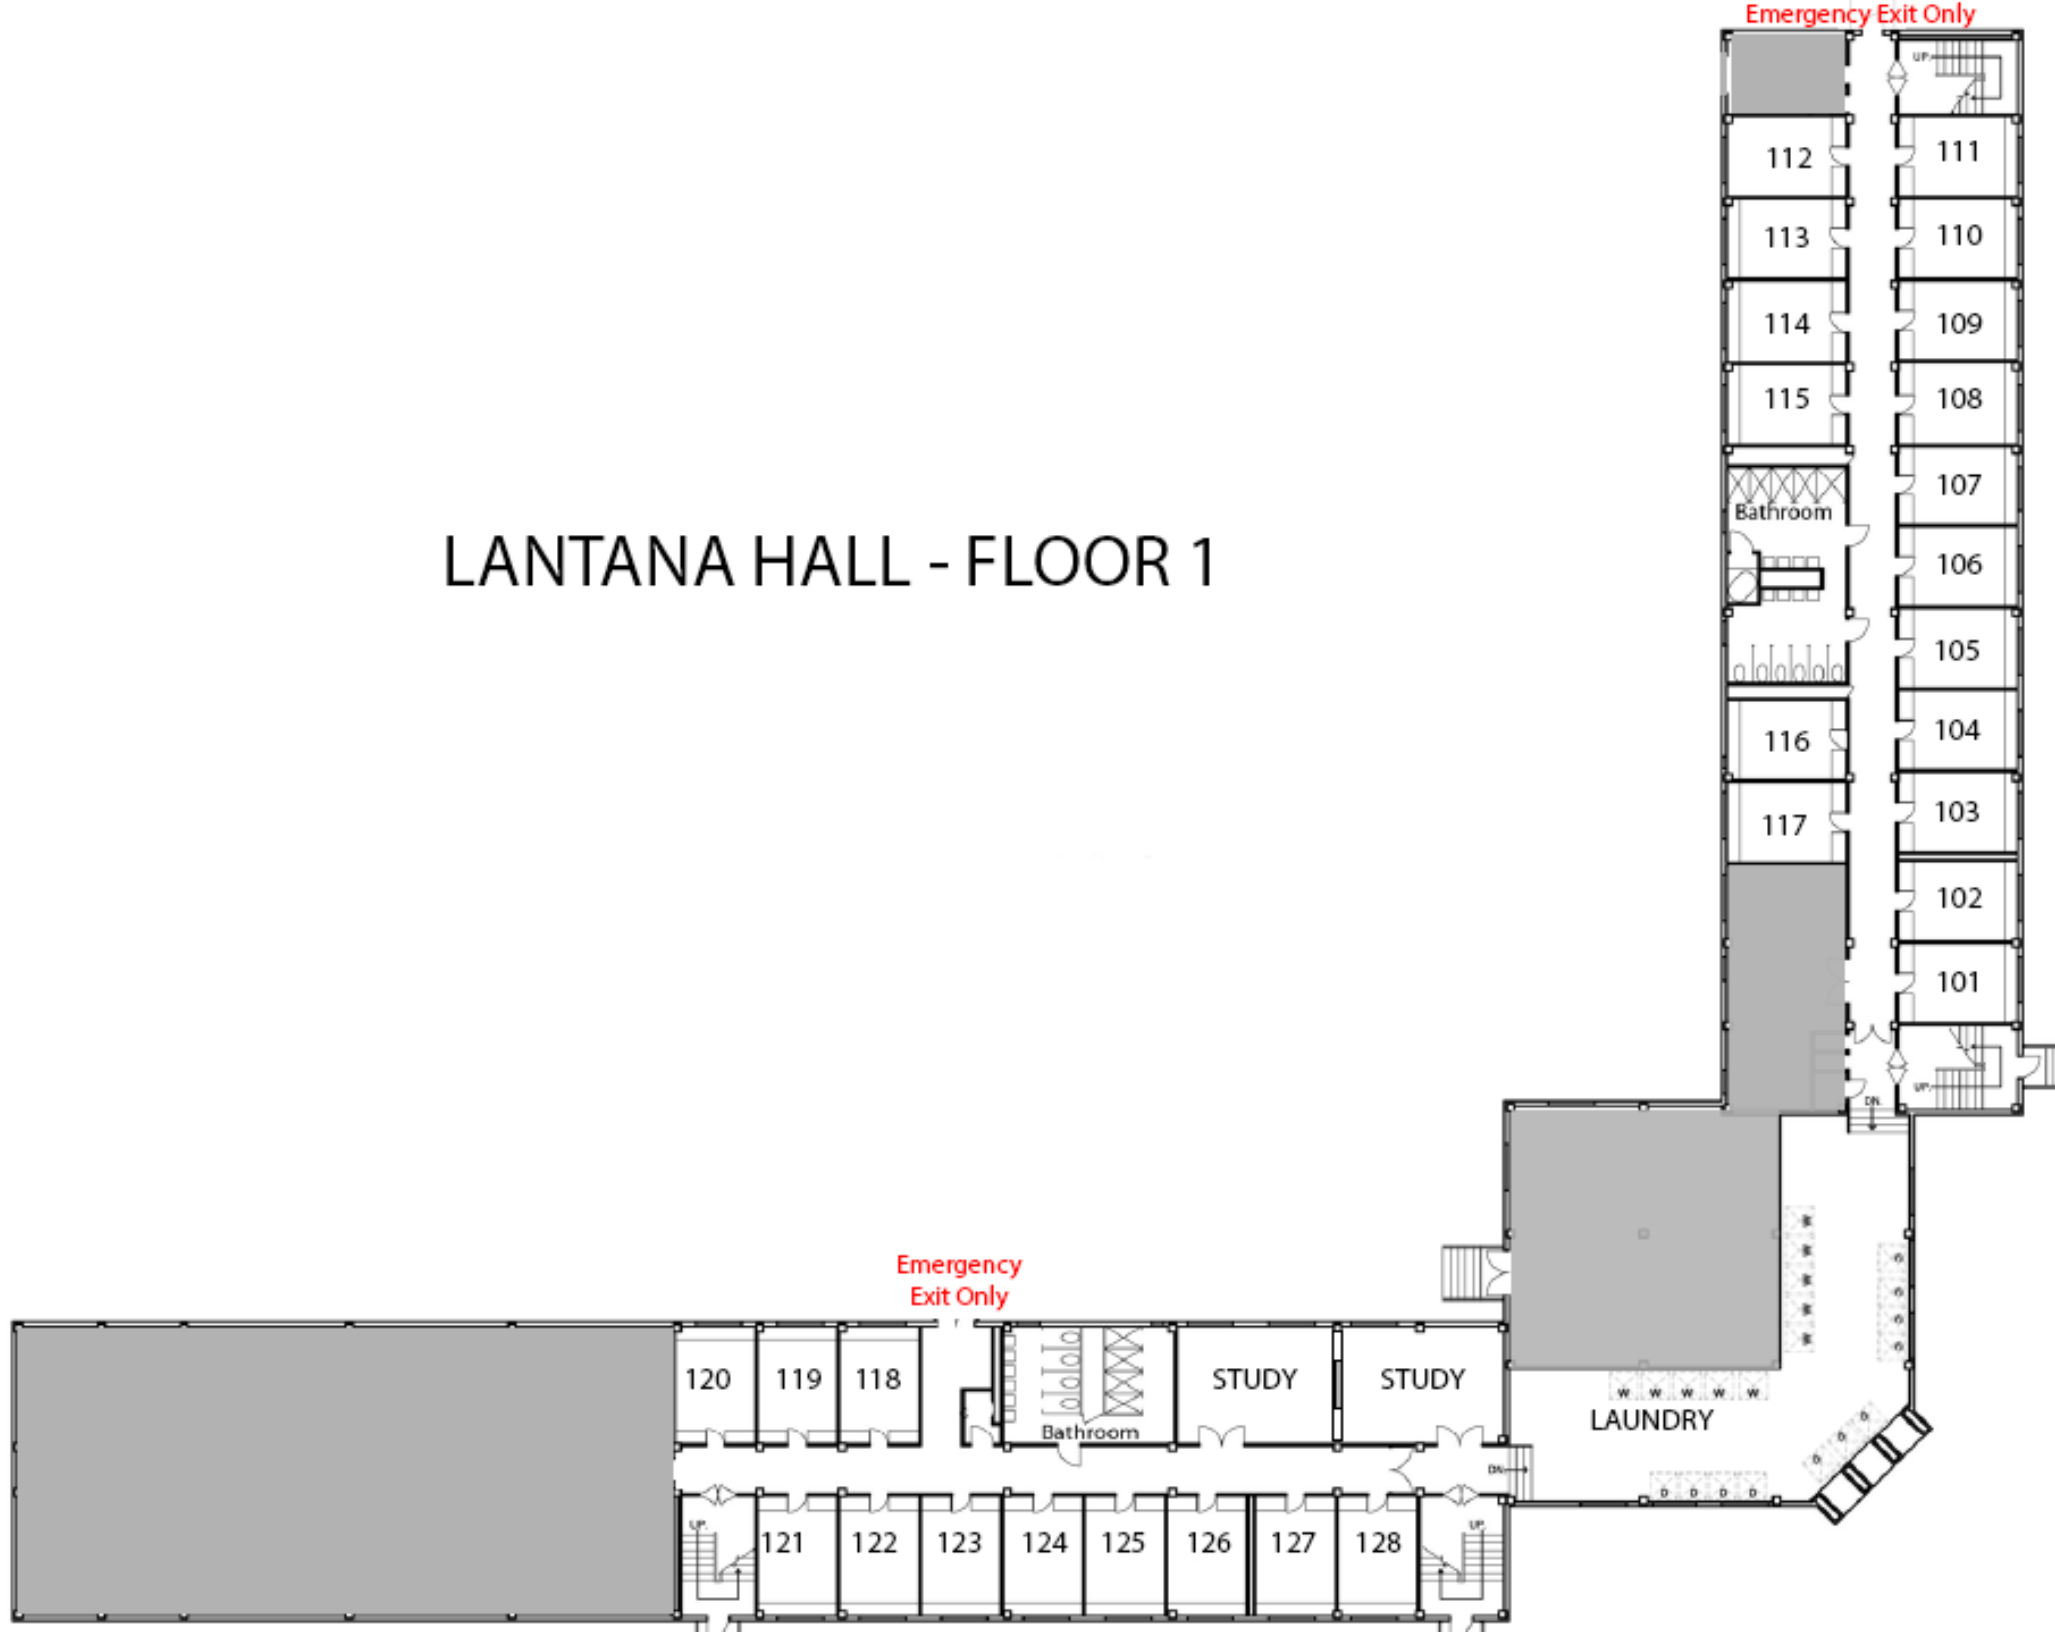 Emergency Exit Only
UP.
112
111
113
110
114
109
115
108
107
Bathroom
106
105
104
116
103
117
102
101
UP.
DN.
LANTANA HALL - FLOOR 1
W
W
W
W
W
D
D
D
D
Emergency
Exit Only
120
119
118
Bathroom
STUDY
STUDY
W
W
W
W
W
LAUNDRY
D
D
D
DN.
D
D
D
D
UP.
121
122
123
124
125
126
127
128
UP.